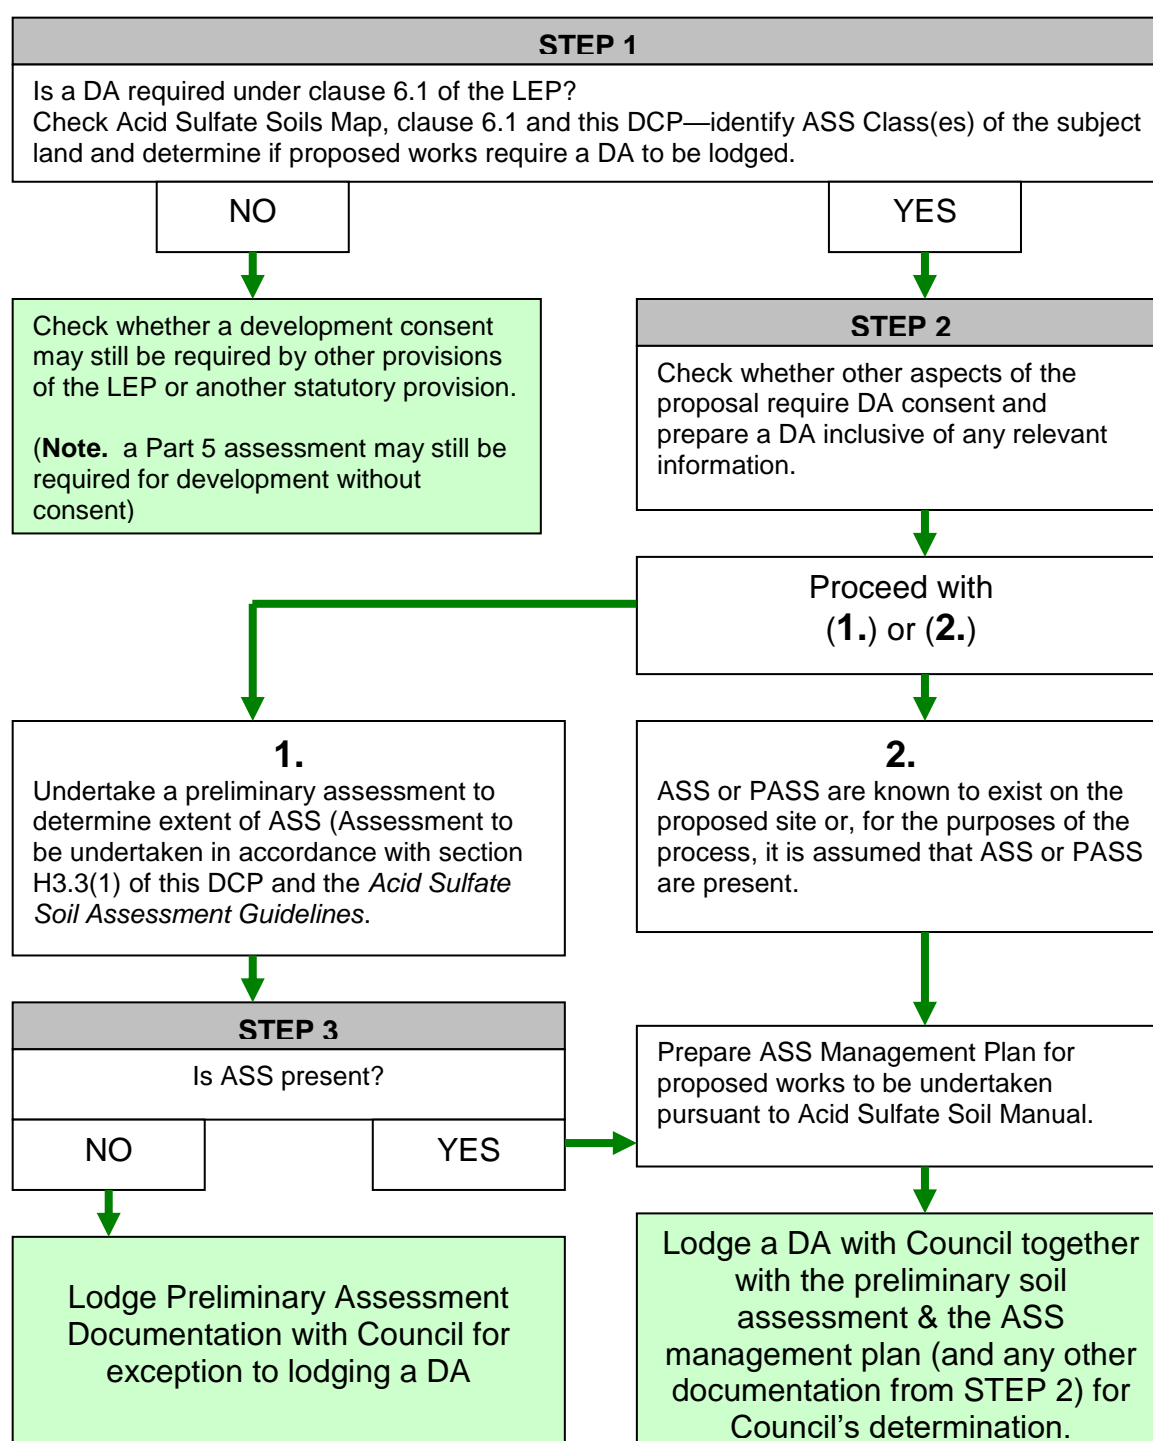 STEP 1
Is a DA required under clause 6.1 of the LEP?
Check Acid Sulfate Soils Map, clause 6.1 and this DCP—identify ASS Class(es) of the subject
land and determine if proposed works require a DA to be lodged.
NO
YES
Check whether a development consent
may still be required by other provisions
of the LEP or another statutory provision.
(Note. a Part 5 assessment may still be
required for development without
consent)
STEP 2
Check whether other aspects of the
proposal require DA consent and
prepare a DA inclusive of any relevant
information.
Proceed with
(1.) or (2.)
1.
Undertake a preliminary assessment to
determine extent of ASS (Assessment to
be undertaken in accordance with section
H3.3(1) of this DCP and the Acid Sulfate
Soil Assessment Guidelines.
2.
ASS or PASS are known to exist on the
proposed site or, for the purposes of the
process, it is assumed that ASS or PASS
are present.
STEP 3
Is ASS present?
NO
YES
Prepare ASS Management Plan for
proposed works to be undertaken
pursuant to Acid Sulfate Soil Manual.
Lodge Preliminary Assessment
Documentation with Council for
exception to lodging a DA
Lodge a DA with Council together
with the preliminary soil
assessment & the ASS
management plan (and any other
documentation from STEP 2) for
Council's determination.